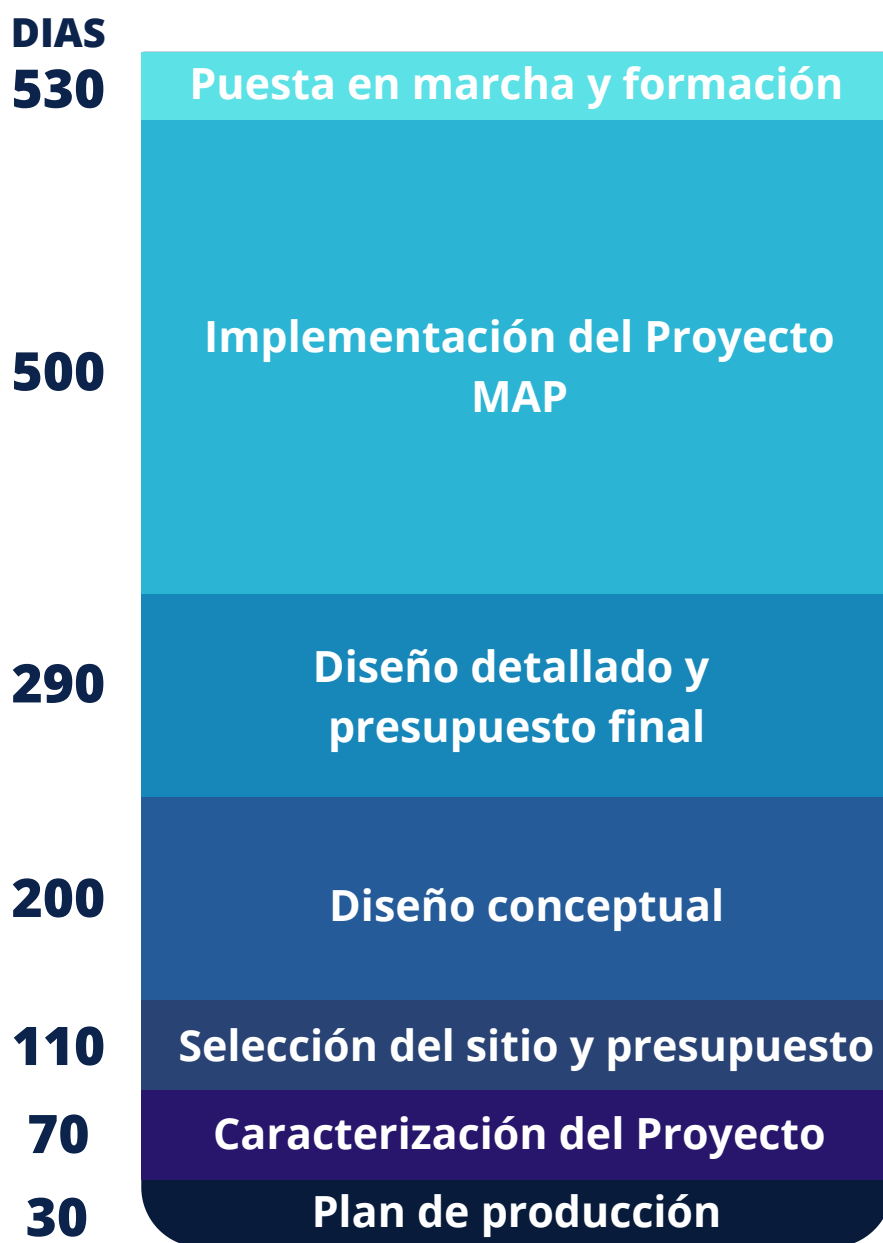 DIAS
530
Puesta en marcha y formación
500
Implementación del Proyecto
MAP
290
Diseño detallado y
presupuesto final
200
Diseño conceptual
110
Selección del sitio y presupuesto
70
Caracterización del Proyecto
30
Plan de producción